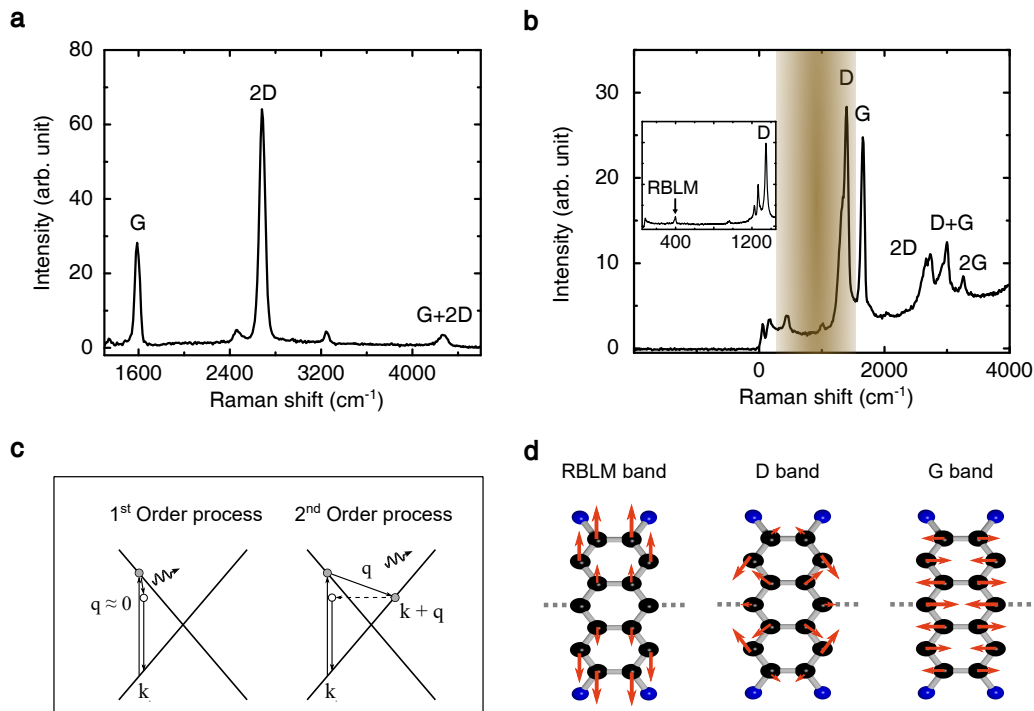 a
80
60
40
20
0
Intensity (arb. unit)
G
2D
G+2D
1600
2400
3200
4000
Raman shift (cm⁻¹)
b
30
20
10
0
Intensity (arb. unit)
D
G
2D
D+G
2G
RBLM
D
400
1200
0
2000
4000
Raman shift (cm⁻¹)
c
1st Order process
2nd Order process
q ≈ 0
k
q
k + q
k
d
RBLM band
D band
G band